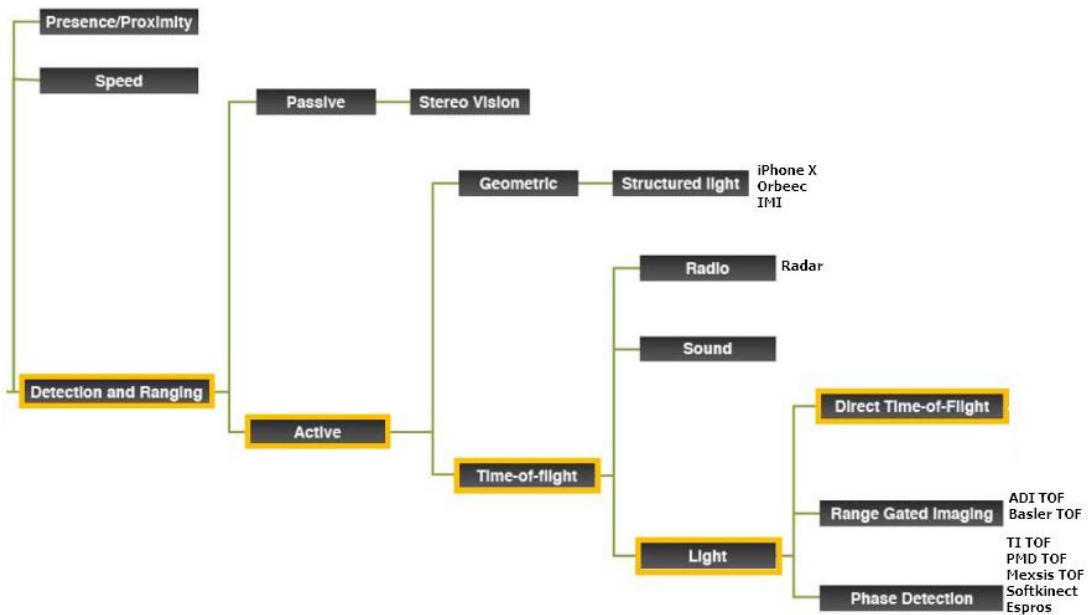 Presence/Proximity
Speed
Passive
Stereo Vision
Geometric
Structured light
iPhone X
Orbeec
IMI
Radio
Radar
Sound
Detection and Ranging
Active
Time-of-flight
Direct Time-of-Flight
Range Gated Imaging
ADI TOF
Basler TOF
Light
TI TOF
PMD TOF
Mexsis TOF
Softkinect
Espros
Phase Detection